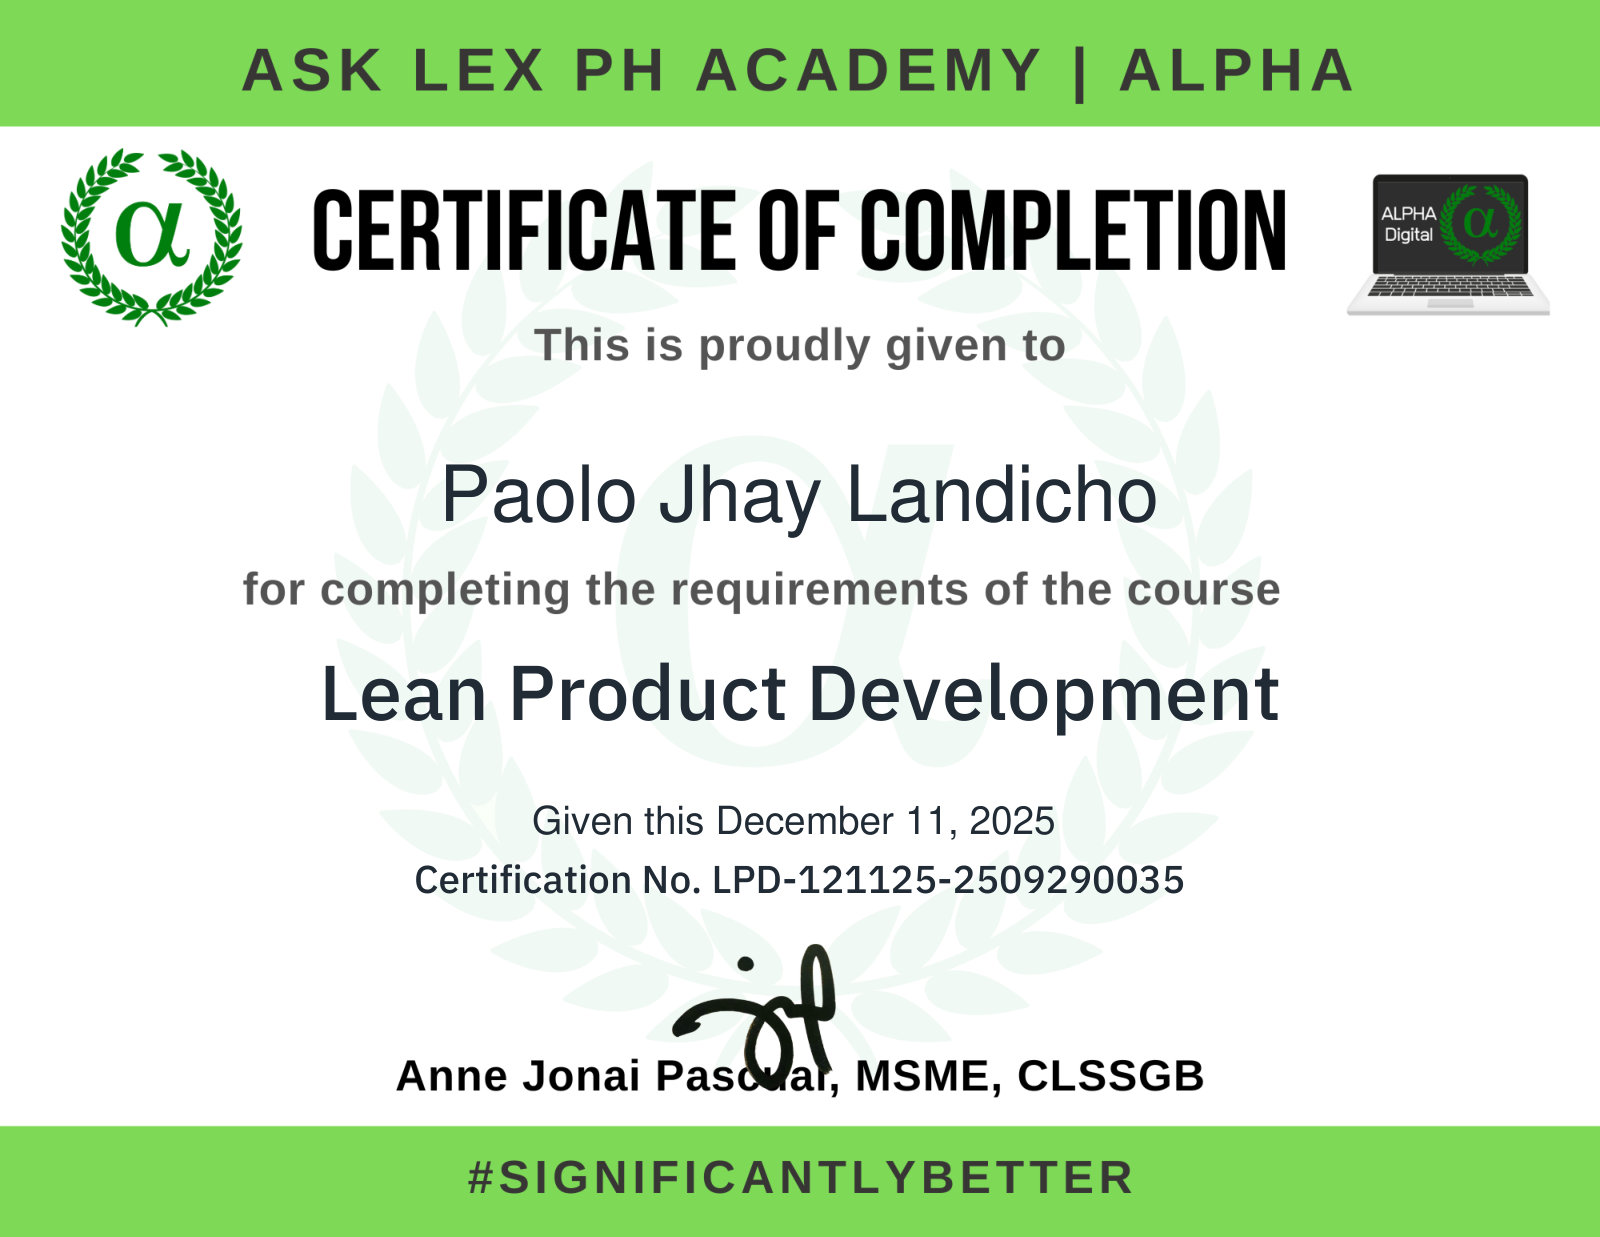 ASK LEX PH ACADEMY | ALPHA
α
CERTIFICATE OF COMPLETION
ALPHA
Digital
α
This is proudly given to
Paolo Jhay Landicho
for completing the requirements of the course
Lean Product Development
Given this December 11, 2025
Certification No. LPD-121125-2509290035
Anne Jonai Pascual, MSME, CLSSGB
#SIGNIFICANTLYBETTER